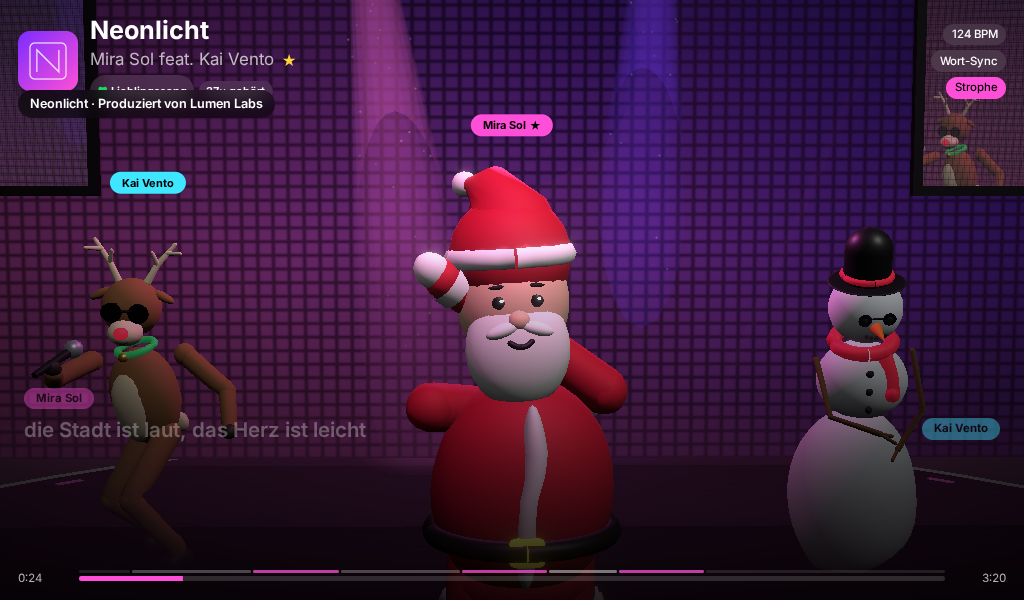 Neonlicht
Mira Sol feat. Kai Vento ★
Neonlicht · Produziert von Lumen Labs
124 BPM
Wort-Sync
Strophe
Mira Sol ★
Kai Vento
Mira Sol
die Stadt ist laut, das Herz ist leicht
Kai Vento
0:24
3:20